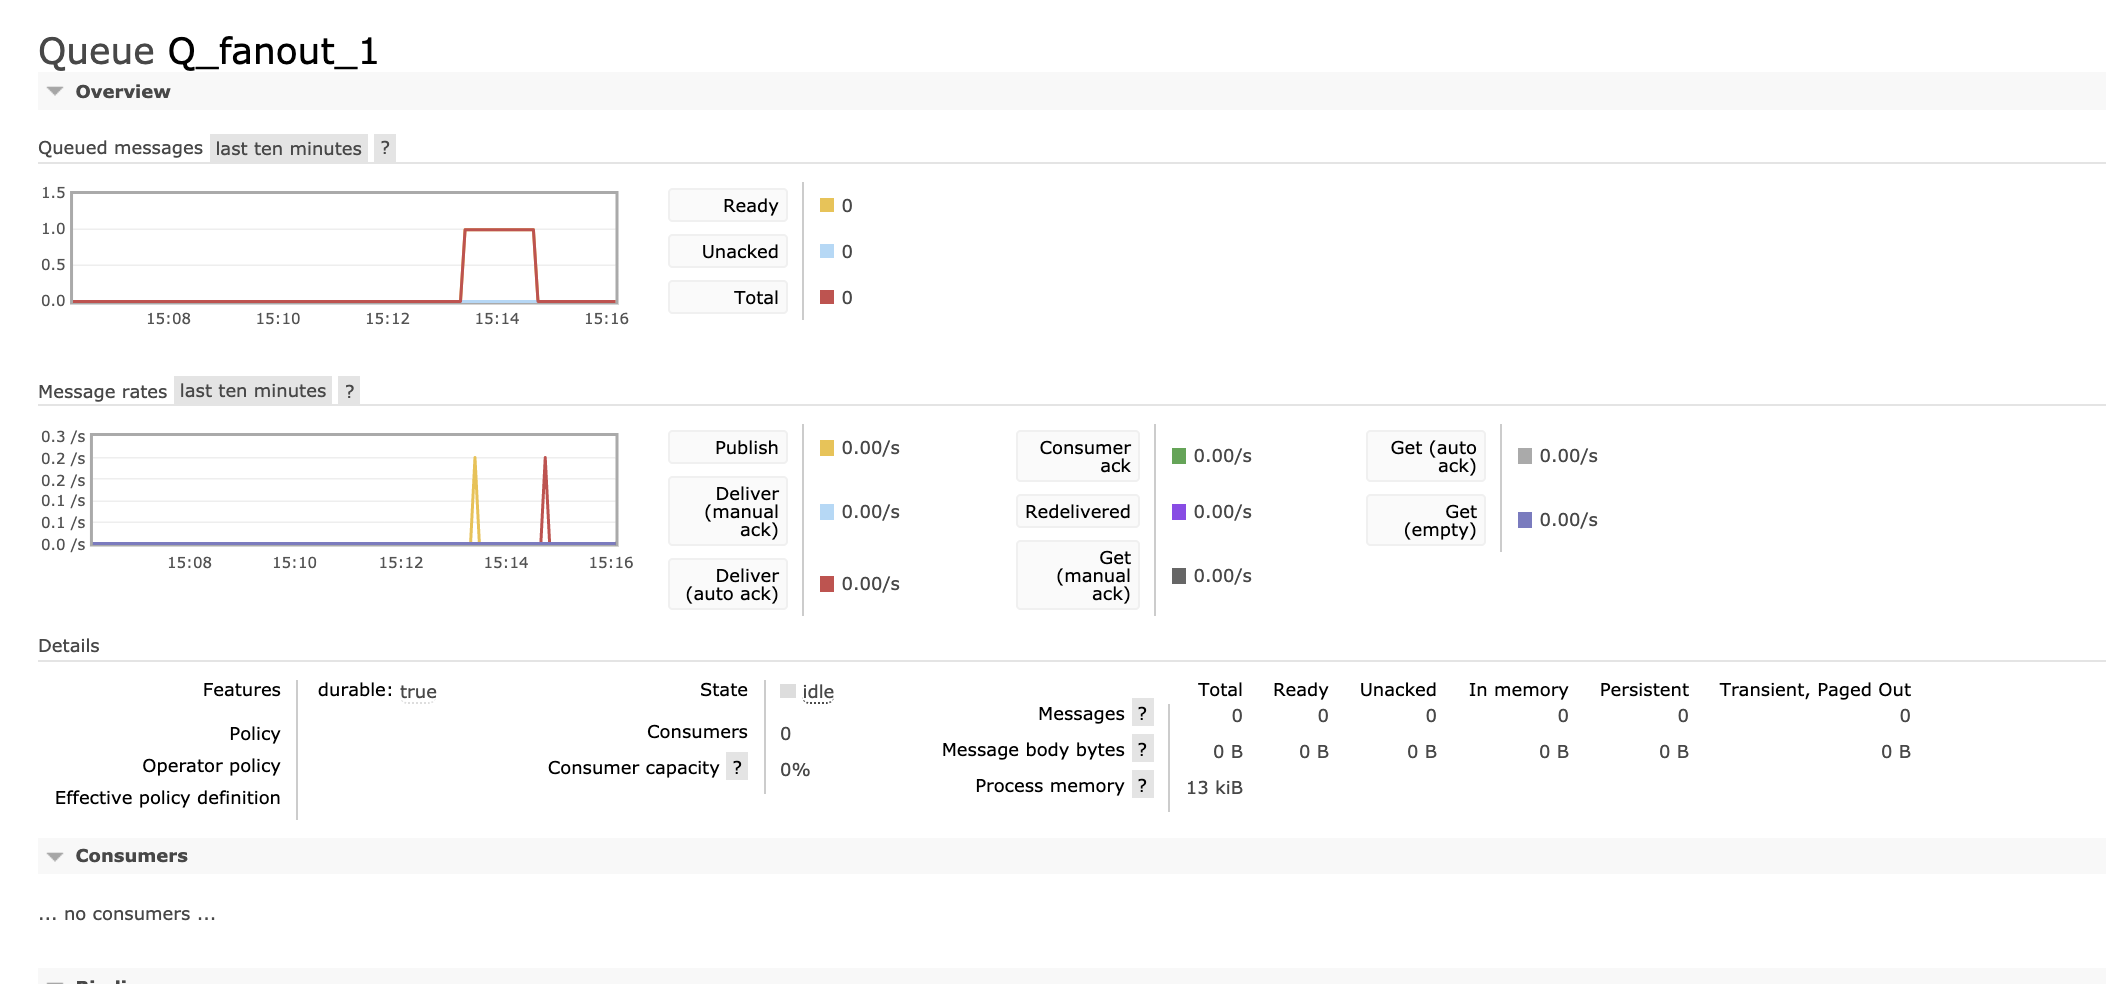 Queue Q_fanout_1
Overview
Queued messages last ten minutes ?
1.5
1.0
0.5
0.0
15:08 15:10 15:12 15:14 15:16
Ready 0
Unacked 0
Total 0
Message rates last ten minutes ?
0.3 /s
0.2 /s
0.2 /s
0.1 /s
0.1 /s
0.0 /s
15:08 15:10 15:12 15:14 15:16
Publish 0.00/s
Deliver
(manual 0.00/s
ack)
Deliver
(auto ack) 0.00/s
Consumer
ack 0.00/s
Redelivered 0.00/s
Get
(manual 0.00/s
ack)
Get (auto
ack) 0.00/s
Get
(empty) 0.00/s
Details
Features durable: true
Policy
Operator policy
Effective policy definition
State idle
Consumers 0
Consumer capacity ? 0%
Total Ready Unacked In memory Persistent Transient, Paged Out
Messages ? 0 0 0 0 0 0
Message body bytes ? 0 B 0 B 0 B 0 B 0 B 0 B
Process memory ? 13 kiB
Consumers
... no consumers ...